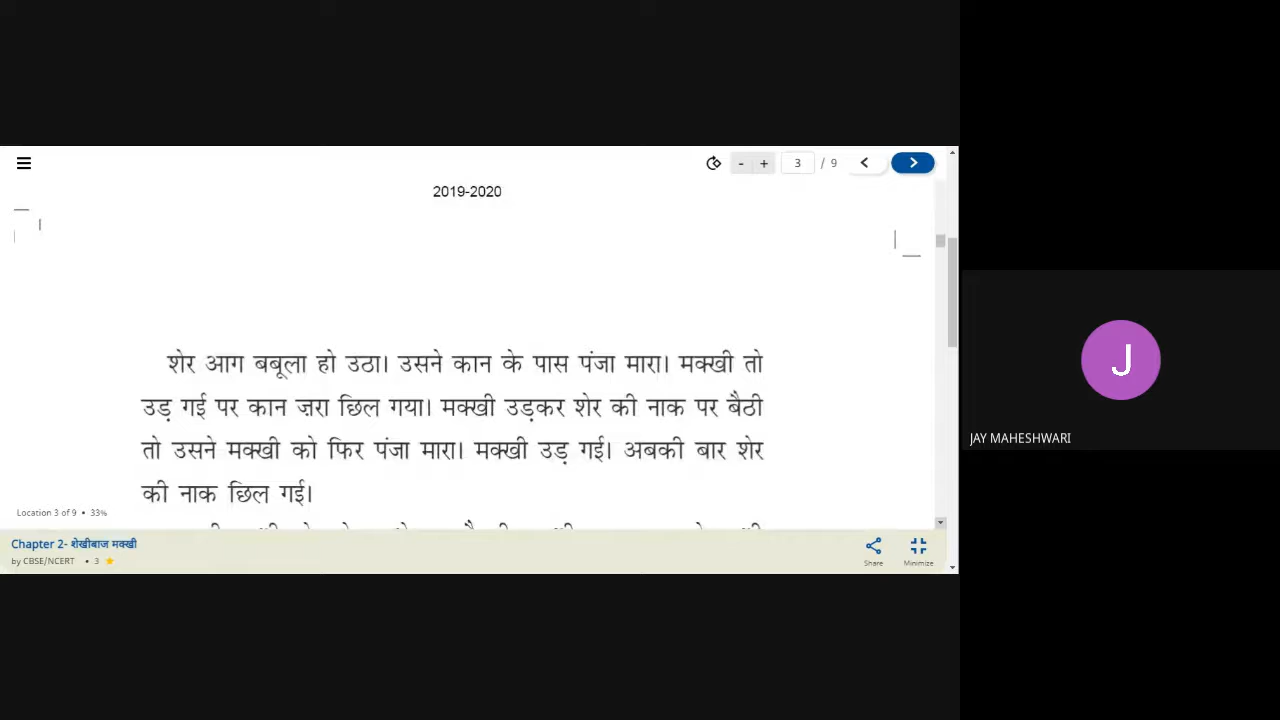 3 / 9
2019-2020
शेर आग बबूला हो उठा। उसने कान के पास पंजा मारा। मक्खी तो
उड़ गई पर कान ज़रा छिल गया। मक्खी उड़कर शेर की नाक पर बैठी
तो उसने मक्खी को फिर पंजा मारा। मक्खी उड़ गई। अबकी बार शेर
की नाक छिल गई।
Location 3 of 9 • 33%
Chapter 2- शेखीबाज मक्खी
by CBSE/NCERT • 3
Share
Minimize
J
JAY MAHESHWARI